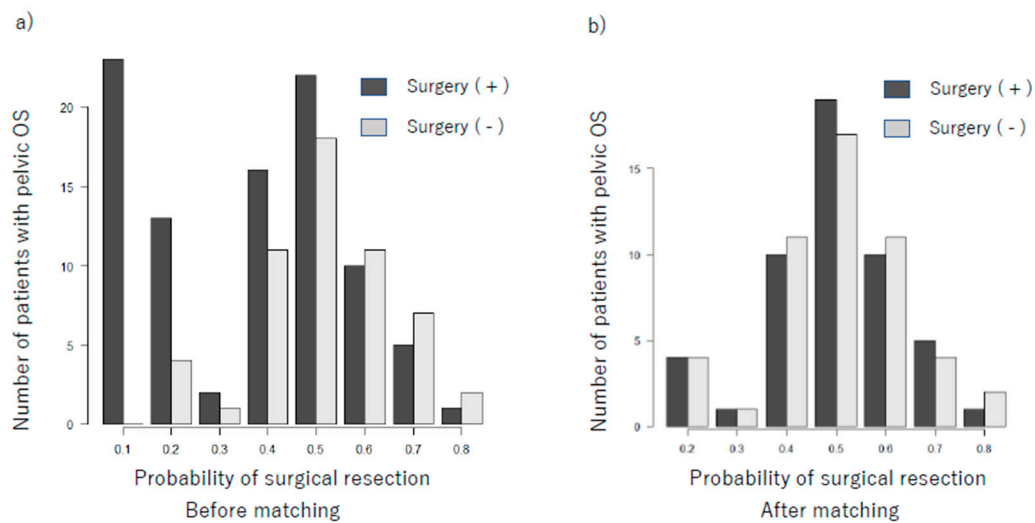 a)
Number of patients with pelvic OS
20
15
10
5
0
Surgery ( + )
Surgery ( - )
0.1 0.2 0.3 0.4 0.5 0.6 0.7 0.8
Probability of surgical resection
Before matching
b)
Number of patients with pelvic OS
15
10
5
0
Surgery ( + )
Surgery ( - )
0.2 0.3 0.4 0.5 0.6 0.7 0.8
Probability of surgical resection
After matching